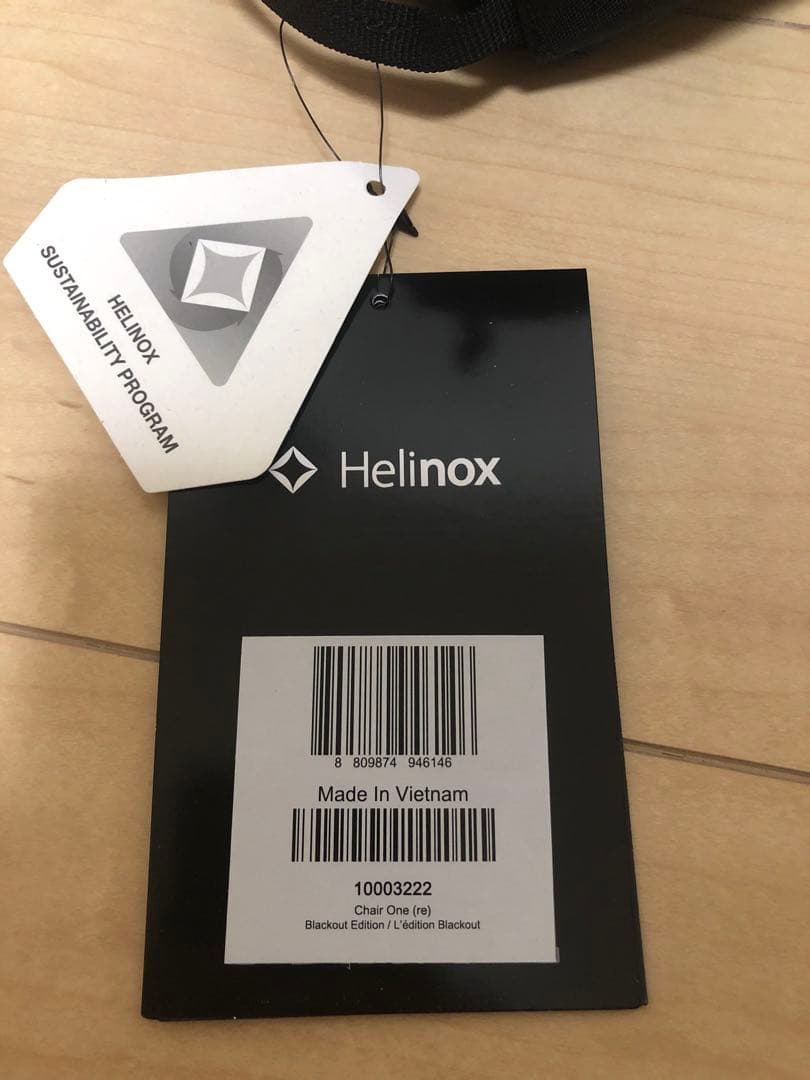 HELINOX
SUSTAINABILITY PROGRAM
Helinox
8 809874 946146
Made In Vietnam
10003222
Chair One (re)
Blackout Edition / L'édition Blackout